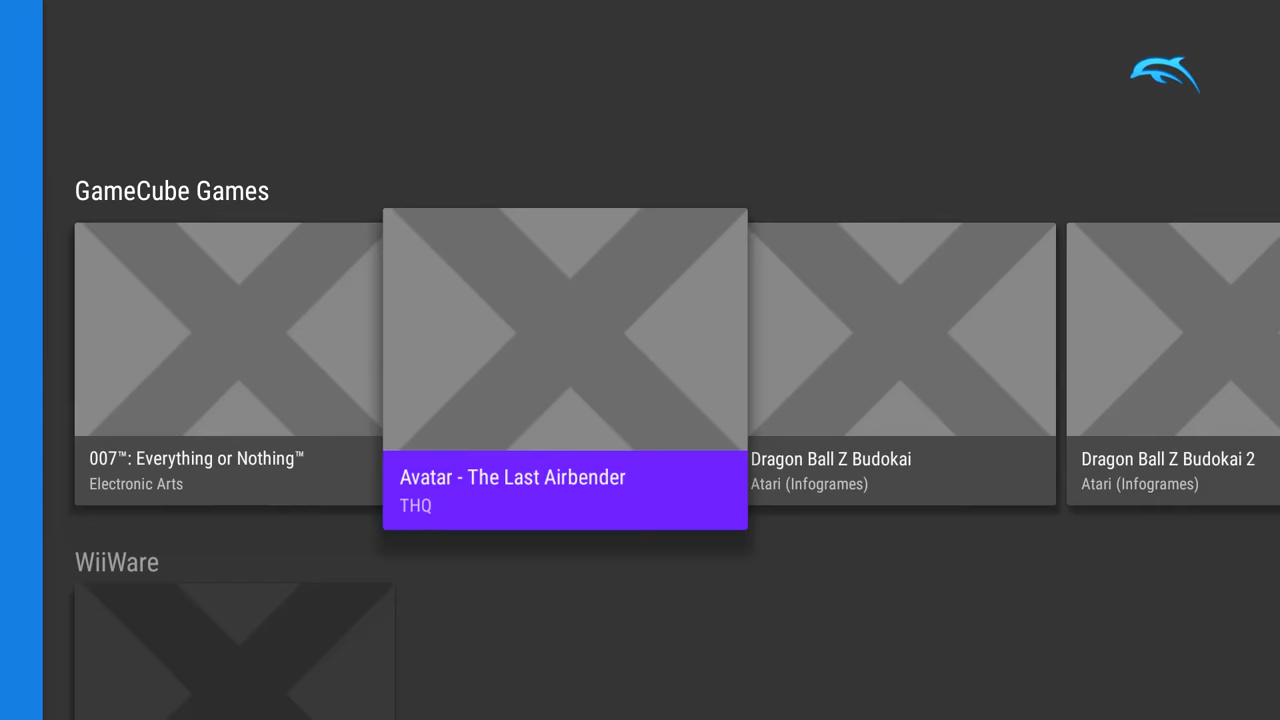 GameCube Games
007™: Everything or Nothing™
Electronic Arts
Avatar - The Last Airbender
THQ
Dragon Ball Z Budokai
Atari (Infogrames)
Dragon Ball Z Budokai 2
Atari (Infogrames)
WiiWare